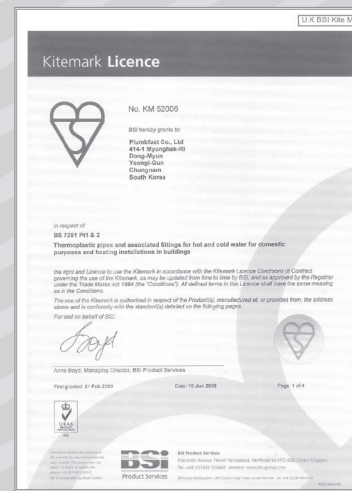 U.K BSI Kite M
Kitemark Licence
No. KM 52006
BSI hereby grants to:
Plumbfast Co., Ltd
414-1 Myunghak-Ri
Dong-Myun
Yeongi-Gun
Chungnam
South Korea
in respect of:
BS 7291 Pt1 & 2
Thermoplastic pipes and associated fittings for hot and cold water for domestic
purposes and heating installations in buildings
the right and Licence to use the Kitemark in accordance with the Kitemark Licence Conditions of Contract
governing the use of the Kitemark, as may be updated from time to time by BSI, and as approved by the Registrar
under the Trade Marks Act 1994 (the "Conditions"). All defined terms in this Licence shall have the same meaning
as in the Conditions.
The use of the Kitemark is authorised in respect of the Product(s), manufactured at, or provided from, the address
above and in conformity with the standard(s) detailed on the following pages.
For and on behalf of BSI:
Anne Boyd, Managing Director, BSI Product Services
First granted: 21 Feb 2000
Page: 1 of 4
UKAS
BSi
Product Services
BSI Product Services